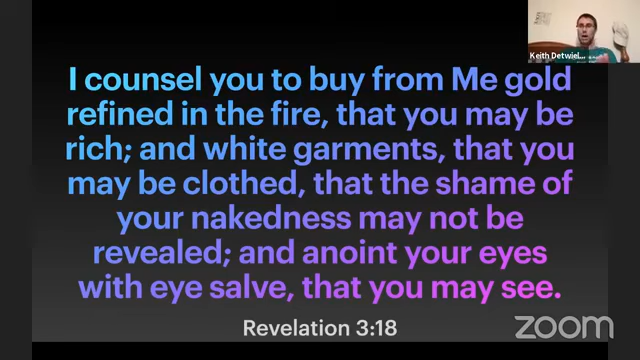 Keith Detwiel...
I counsel you to buy from Me gold
refined in the fire, that you may be
rich; and white garments, that you
may be clothed, that the shame of
your nakedness may not be
revealed; and anoint your eyes
with eye salve, that you may see.
Revelation 3:18
zoom